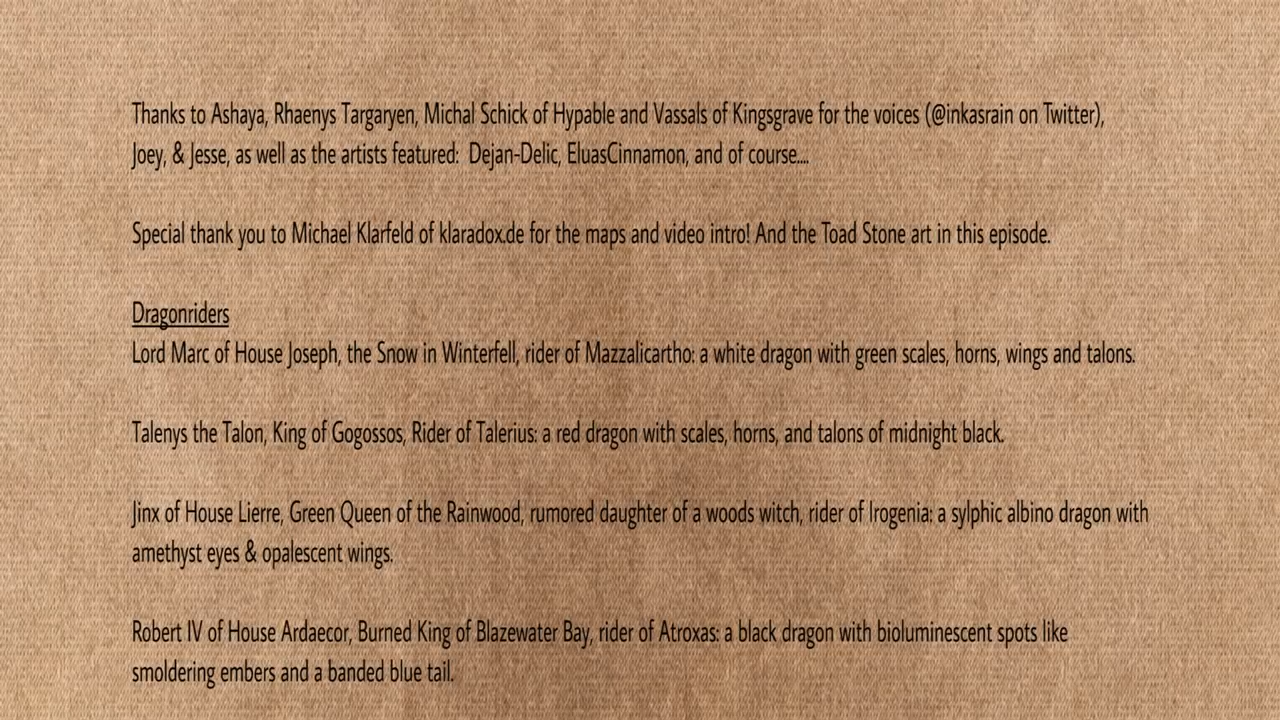 Thanks to Ashaya, Rhaenys Targaryen, Michal Schick of Hypable and Vassals of Kingsgrave for the voices (@inkasrain on Twitter),
Joey, & Jesse, as well as the artists featured:  Dejan-Delic, EluasCinnamon, and of course....
Special thank you to Michael Klarfeld of klaradox.de for the maps and video intro! And the Toad Stone art in this episode.
Dragonriders
Lord Marc of House Joseph, the Snow in Winterfell, rider of Mazzalicartho: a white dragon with green scales, horns, wings and talons.
Talenys the Talon, King of Gogossos, Rider of Talerius: a red dragon with scales, horns, and talons of midnight black.
Jinx of House Lierre, Green Queen of the Rainwood, rumored daughter of a woods witch, rider of Irogenia: a sylphic albino dragon with
amethyst eyes & opalescent wings.
Robert IV of House Ardaecor, Burned King of Blazewater Bay, rider of Atroxas: a black dragon with bioluminescent spots like
smoldering embers and a banded blue tail.